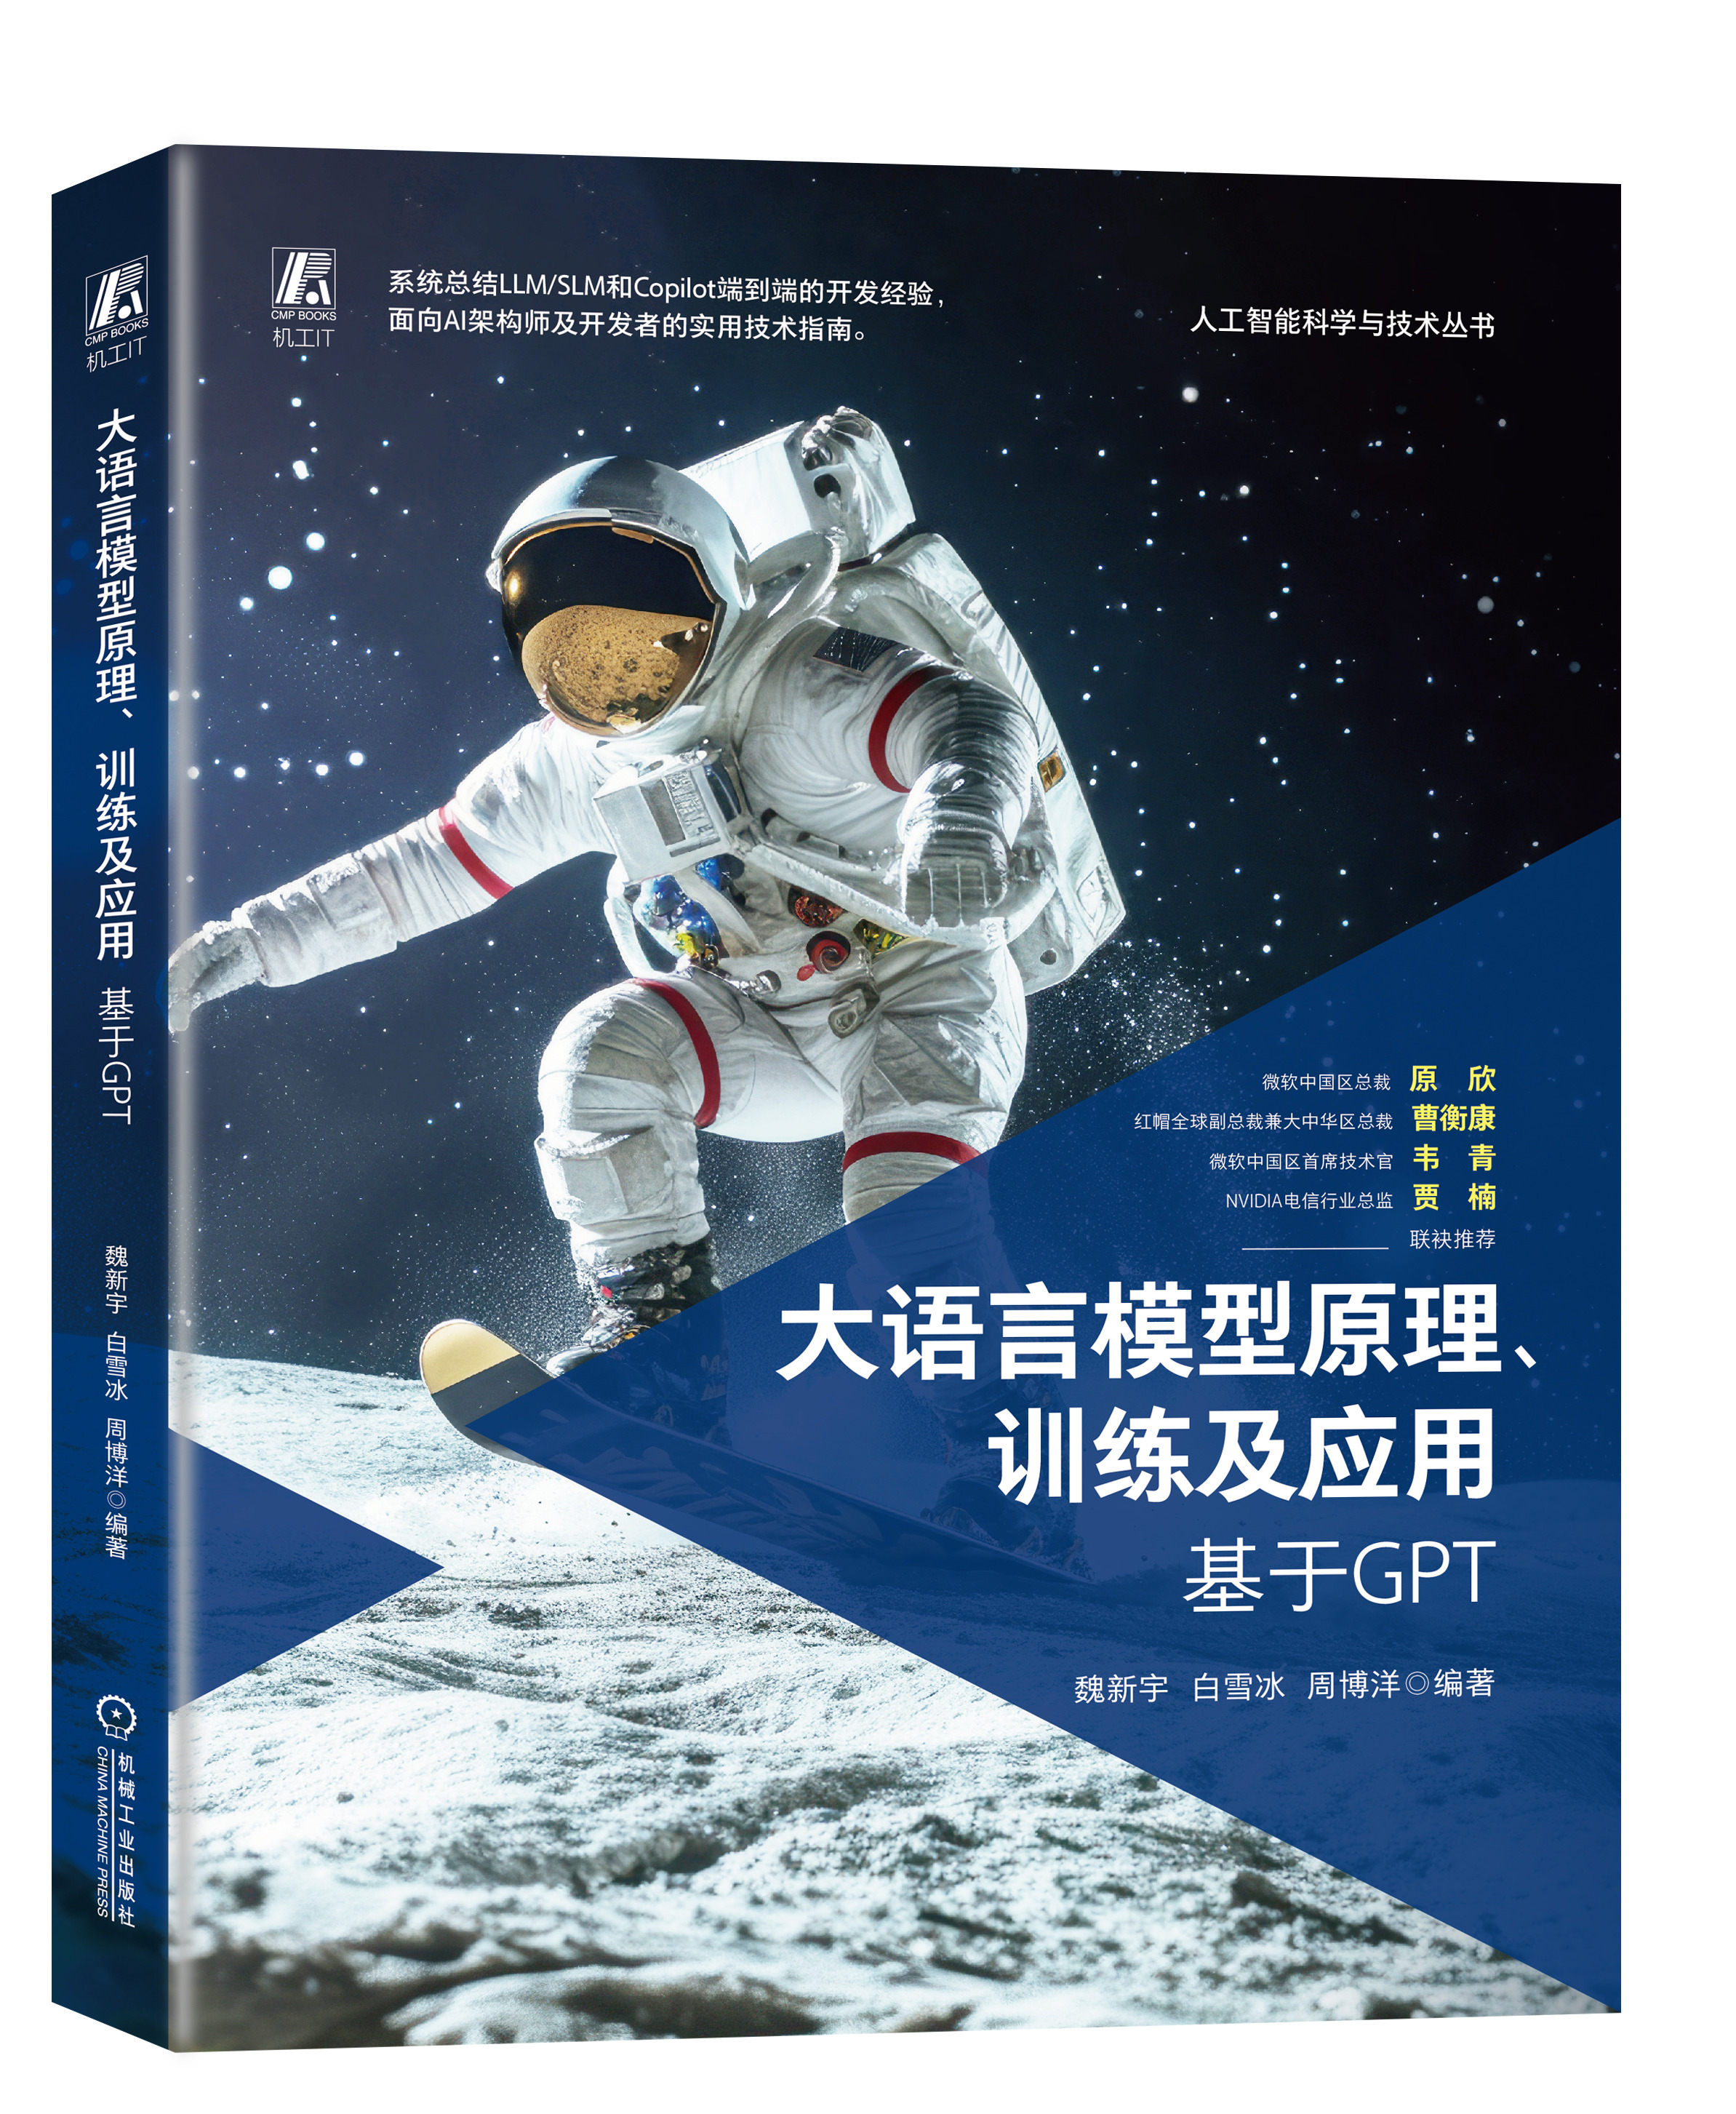 CMP BOOKS
机工IT
大语言模型原理、训练及应用 基于GPT
魏新宇 白雪冰 周博洋◎编著
机械工业出版社
CHINA MACHINE PRESS
CMP BOOKS
机工IT
系统总结LLM/SLM和Copilot端到端的开发经验，
面向AI架构师及开发者的实用技术指南。
人工智能科学与技术丛书
微软中国区总裁 原 欣
红帽全球副总裁兼大中华区总裁 曹衡康
微软中国区首席技术官 韦 青
NVIDIA电信行业总监 贾 楠
联袂推荐
大语言模型原理、
训练及应用
基于GPT
魏新宇 白雪冰 周博洋◎编著